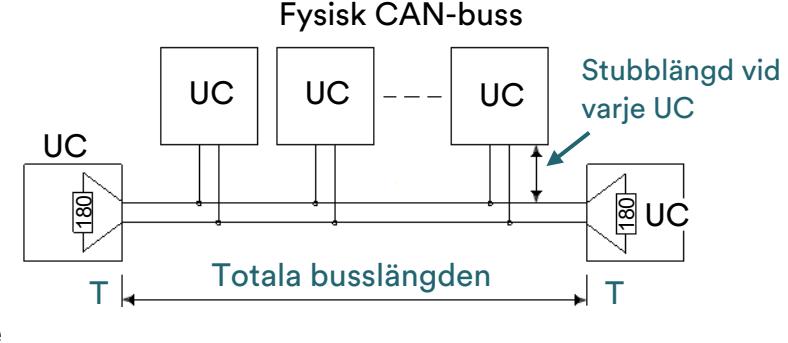 Fysisk CAN-buss
UC
UC
UC
Stubblängd vid
varje UC
UC
180
180
UC
T
Totala busslängden
T